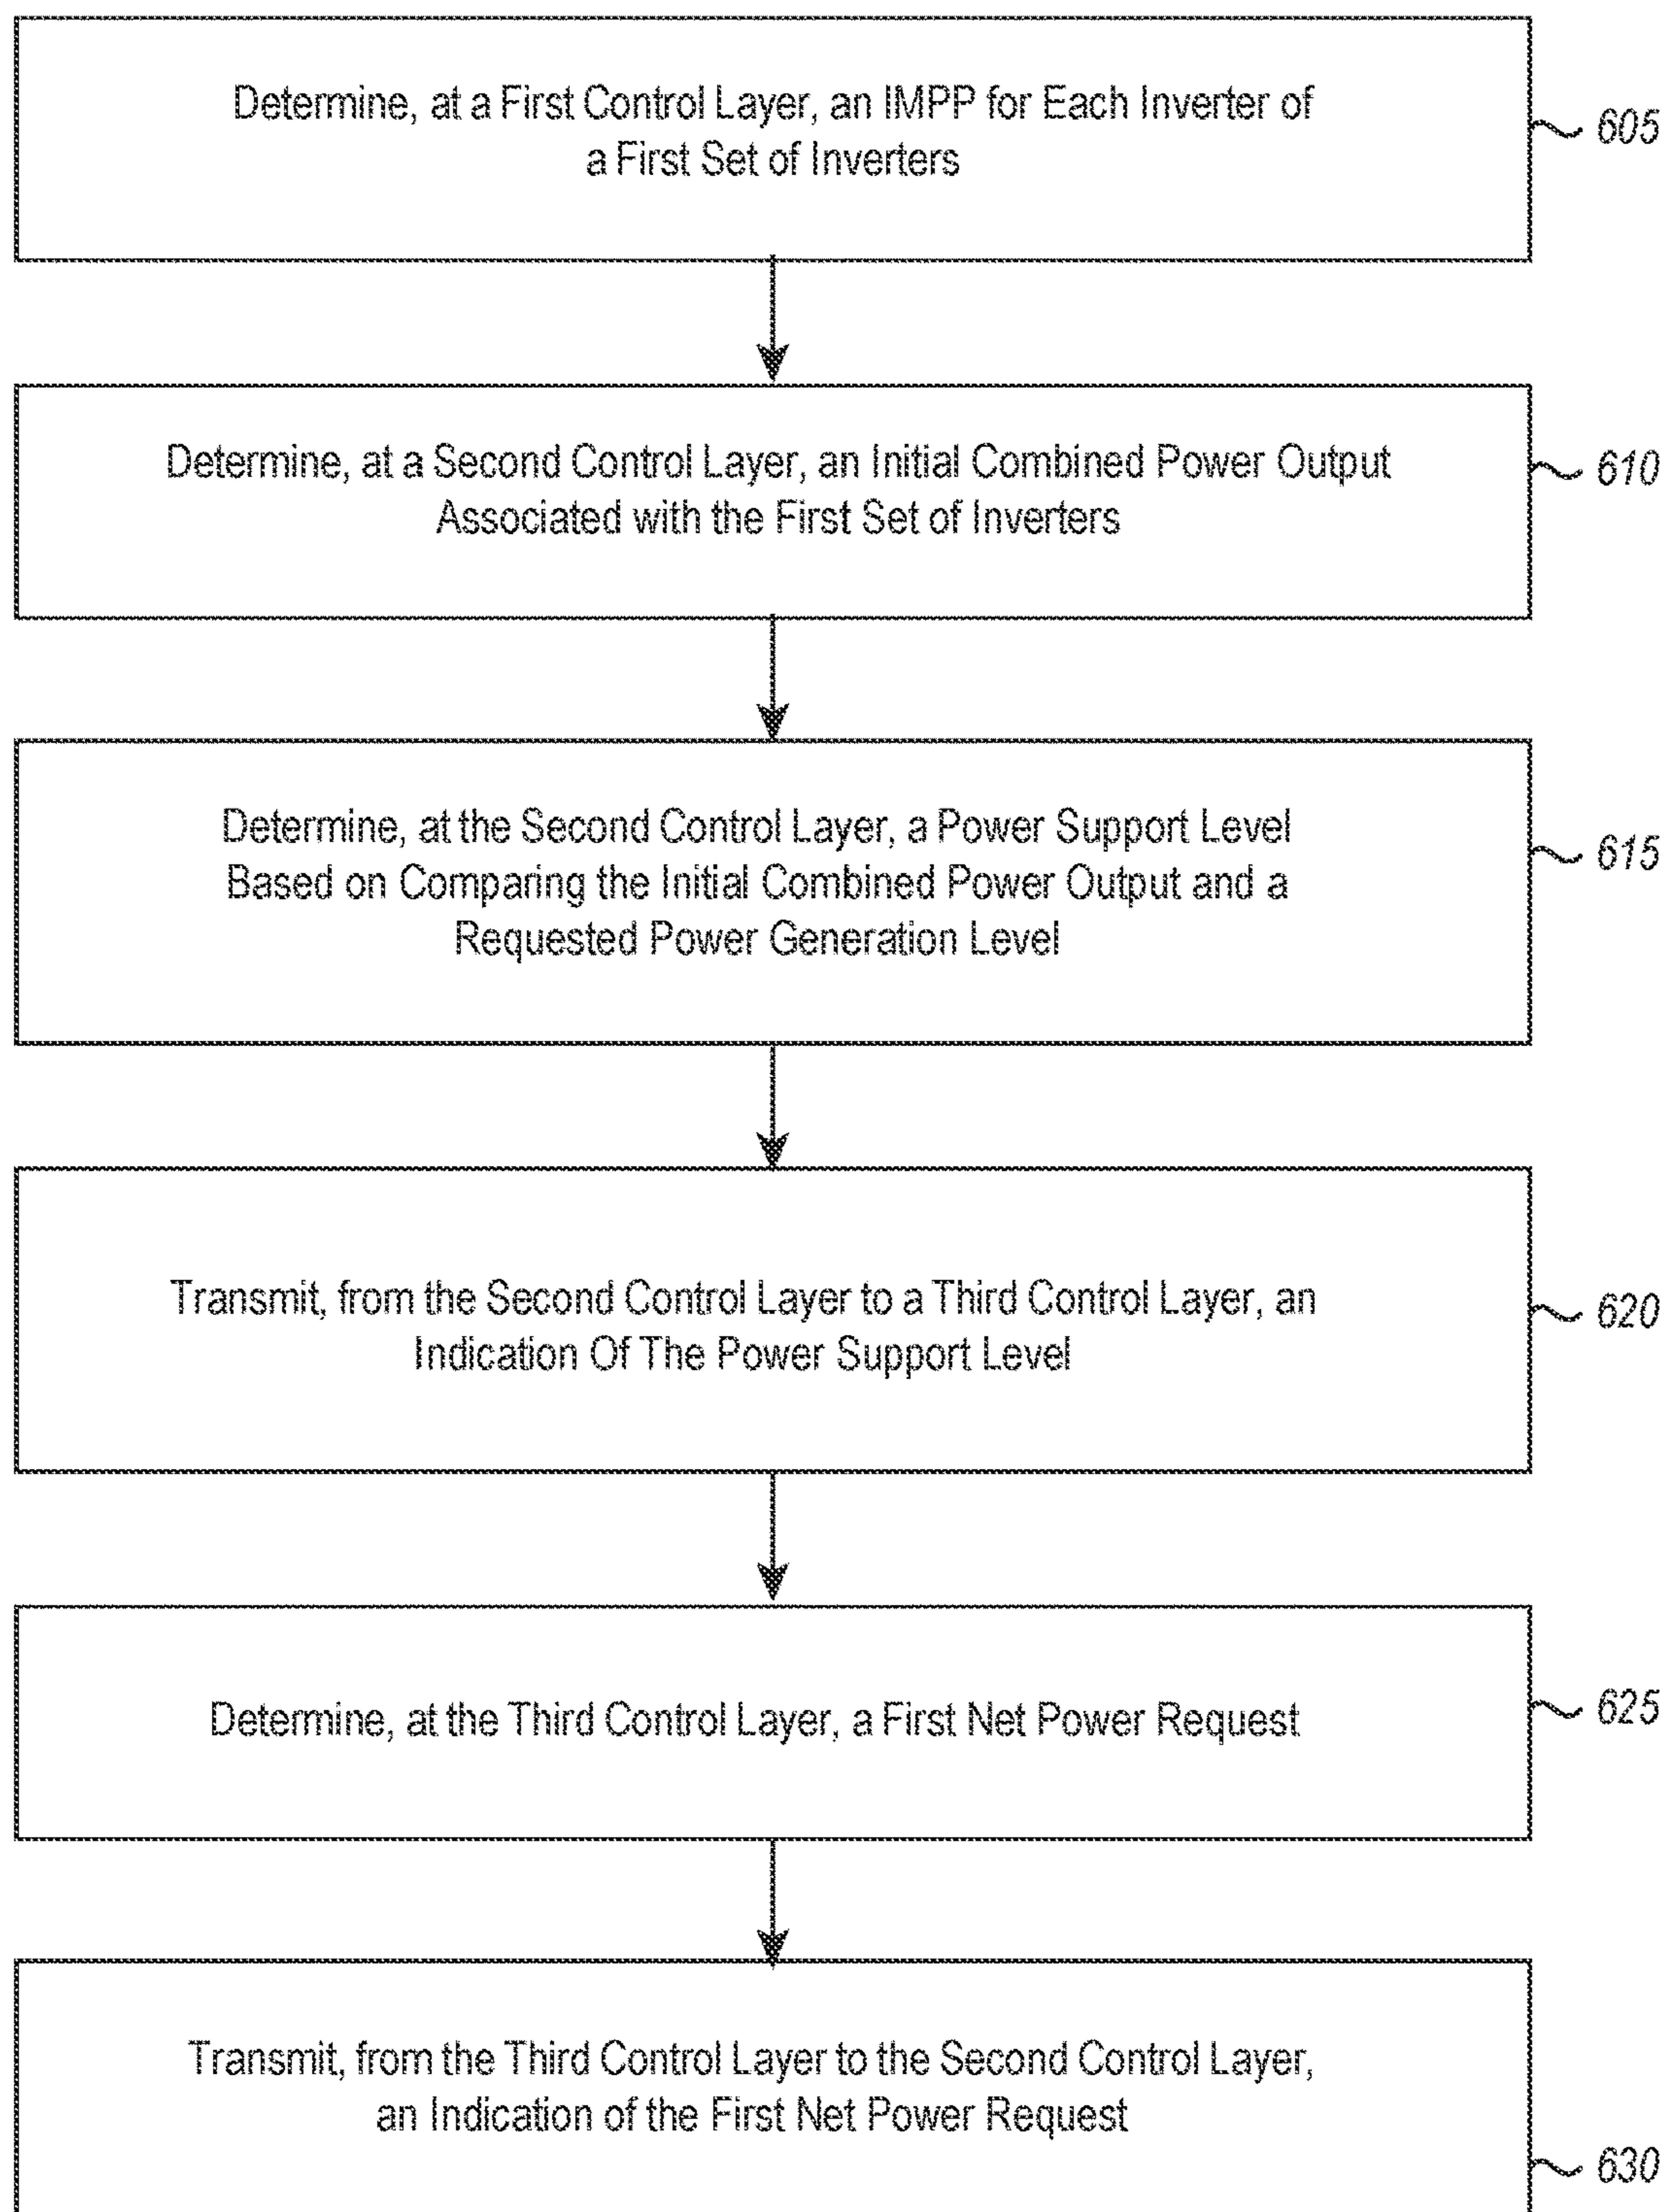 Determine, at a First Control Layer, an IMPP for Each Inverter of
a First Set of Inverters
605
Determine, at a Second Control Layer, an Initial Combined Power Output
Associated with the First Set of Inverters
610
Determine, at the Second Control Layer, a Power Support Level
Based on Comparing the Initial Combined Power Output and a
Requested Power Generation Level
615
Transmit, from the Second Control Layer to a Third Control Layer, an
Indication Of The Power Support Level
620
Determine, at the Third Control Layer, a First Net Power Request
625
Transmit, from the Third Control Layer to the Second Control Layer,
an Indication of the First Net Power Request
630